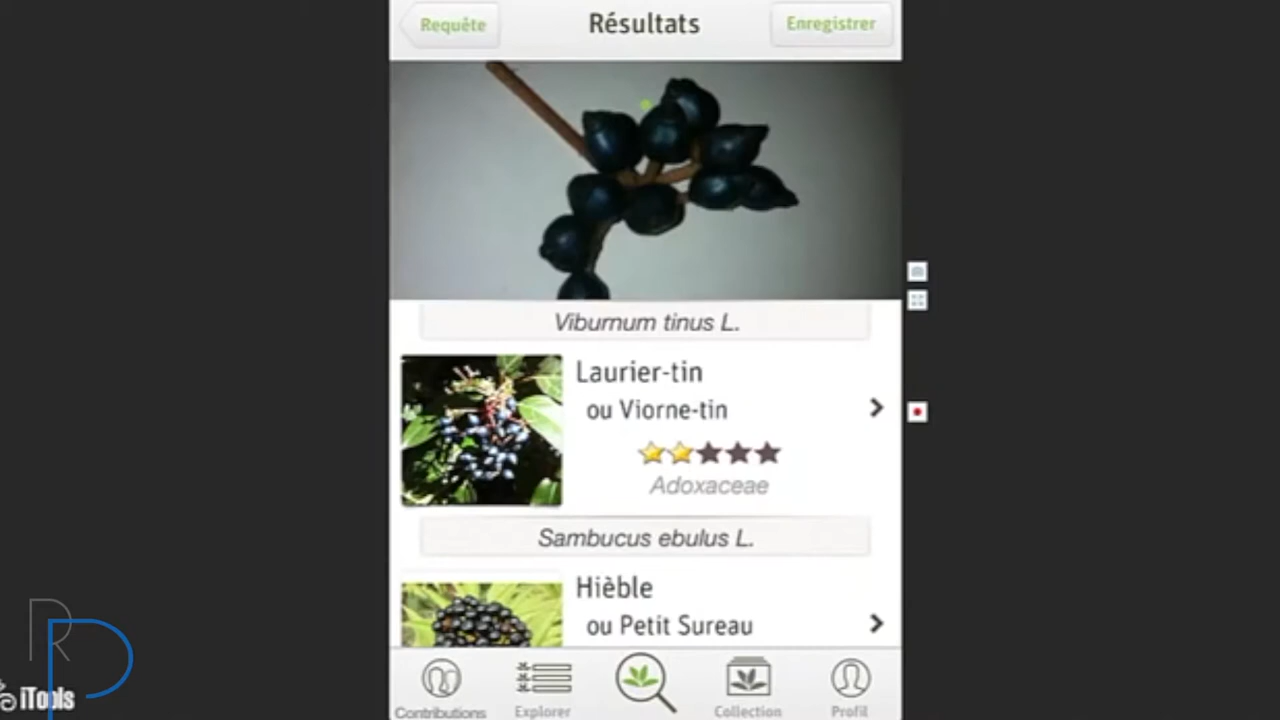 Requête
Résultats
Enregistrer
Viburnum tinus L.
Laurier-tin
ou Viorne-tin
Adoxaceae
Sambucus ebulus L.
Hièble
ou Petit Sureau
Contributions
Explorer
Collection
Profil
iTools